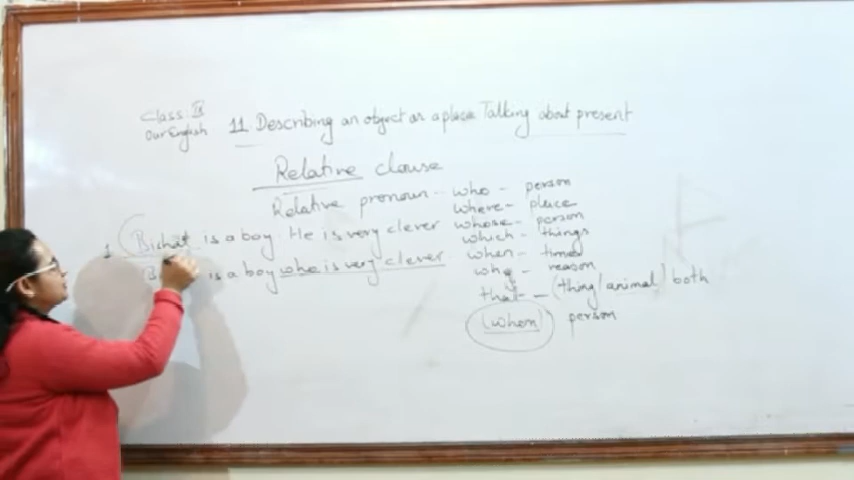 Class: IX
Our English
11 Describing an object or a place Talking about present
Relative clause
Relative pronoun - who - person
where - place
whose - person
which - things
when - times
why - reason
that - (thing/animal) both
(whom) person
1 Bishat is a boy. He is very clever
is a boy who is very clever